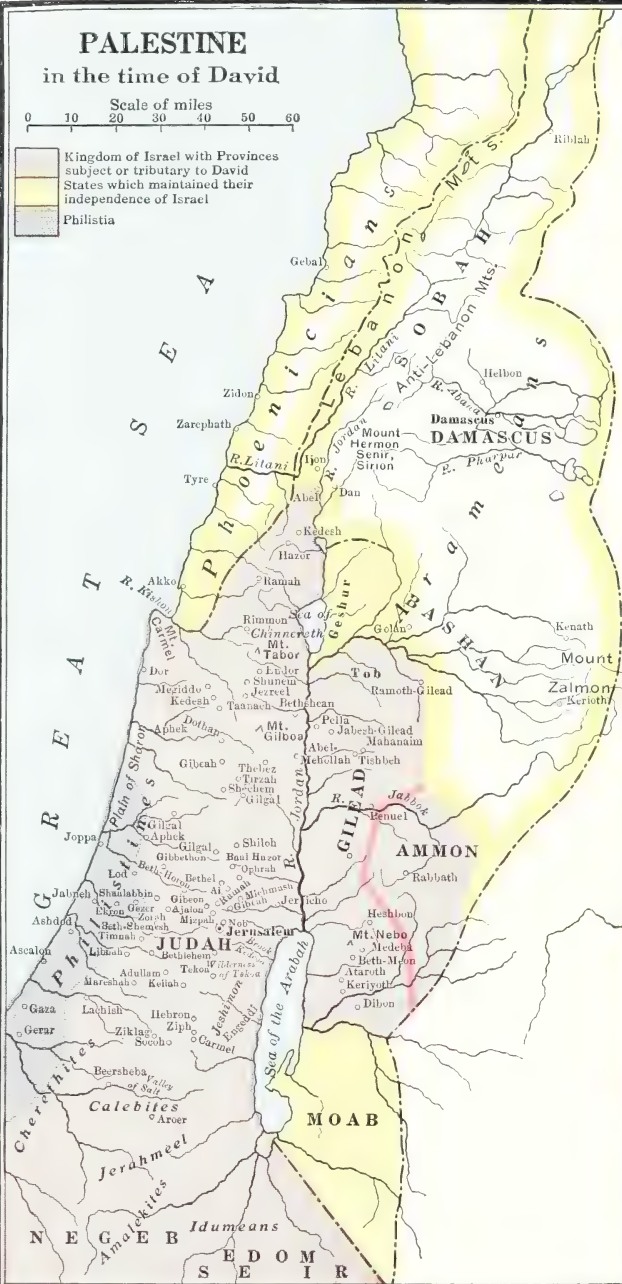 PALESTINE
in the time of David
Scale of miles
0 10 20 30 40 50 60
Kingdom of Israel with Provinces
subject or tributary to David
States which maintained their
independence of Israel
Philistia
GREAT SEA
Phoenicians
Lebanon Mts.
Riblah
ZOBAH
Anti-Lebanon Mts.
Gebal
R. Litani
Helbon
R. Abana
Zidon
Damascus
DAMASCUS
Zarephath
R. Jordan
Mount
Hermon
Senir,
Sirion
R. Litani
Ijon
R. Pharpar
Tyre
Abel
Dan
Aramaeans
Kedesh
Hazor
Akko
Ramah
Geshur
R. Kishon
Mt.
Carmel
Rimmon
Sea of
Chinnereth
Golan
BASHAN
Kenath
Mt.
Tabor
Mount
Zalmon
Kerioth
Dor
Endor
Shunem
Tob
Megiddo
Jezreel
Ramoth-Gilead
Kedesh
Taanach
Bethshean
Dothan
Aphek
Mt.
Gilboa
Pella
Jabesh-Gilead
Mahanaim
Abel-
Meholah
Tishbeh
Gibeah
Thebez
Tirzah
Shechem
Gilgal
Plain of Sharon
R. Jordan
GILEAD
R. Jabbok
Penuel
Gilgal
Aphek
Joppa
Gilgal
Shiloh
AMMON
Gibbethon
Baal Hazor
Ophrah
Lod
Beth-Horon
Bethel
Ai
Rabbath
Philistines
Jabneh
Shaalabbin
Gibeon
Ramah
Michmash
Gezer
Ajalon
Gibeah
Jericho
Ekron
Zorah
Mizpah
Nob
Heshbon
Ashdod
Beth-Shemesh
Jerusalem
Timnah
JUDAH
Brook
Kidron
Mt. Nebo
Medeba
Ascalon
Libnah
Bethlehem
Beth-Meon
Adullam
Tekoa
Wilderness
of Tekoa
Ataroth
Mareshah
Keilah
Keriyoth
Jeshimon
Dibon
Gaza
Lachish
Hebron
Engeddi
Sea of the Arabah
Gerar
Ziklag
Ziph
Socoh
Carmel
Cherethites
Beersheba
Valley
of Salt
Calebites
Aroer
MOAB
Jerahmeel
Amalekites
NEGEB
Idumeans
EDOM
SEIR